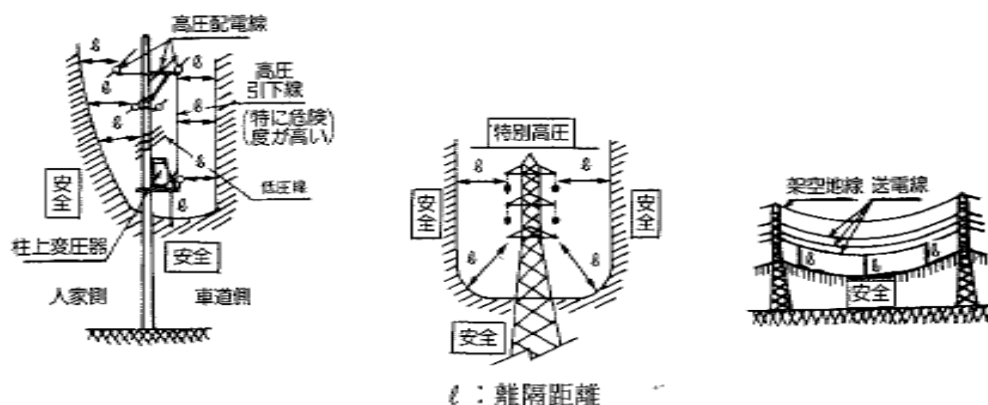 高圧配電線
ℓ
ℓ
ℓ
高圧
引下線
(特に危険
度が高い)
ℓ
ℓ
ℓ
ℓ
低圧線
安全
柱上変圧器
安全
人家側
車道側
特別高圧
ℓ
ℓ
安全
安全
ℓ
ℓ
安全
架空地線 送電線
ℓ
ℓ
ℓ
安全
ℓ：離隔距離